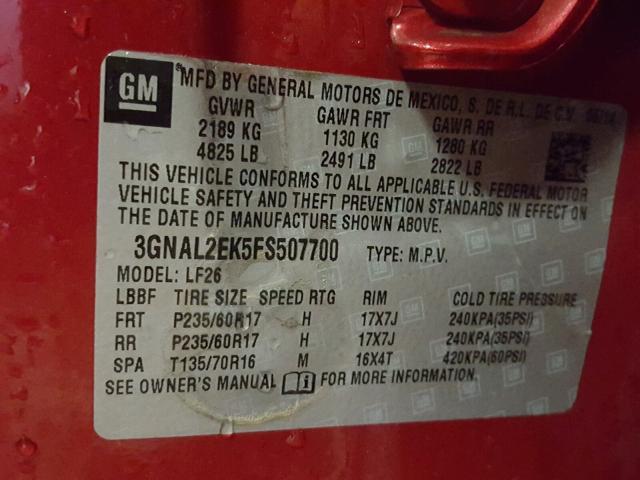 GM
MFD BY GENERAL MOTORS DE MEXICO, S. DE R.L. DE C.V.
GVWR GAWR FRT GAWR RR
2189 KG 1130 KG 1280 KG
4825 LB 2491 LB 2822 LB
THIS VEHICLE CONFORMS TO ALL APPLICABLE U.S. FEDERAL MOTOR
VEHICLE SAFETY AND THEFT PREVENTION STANDARDS IN EFFECT ON
THE DATE OF MANUFACTURE SHOWN ABOVE.
3GNAL2EK5FS507700 TYPE: M.P.V.
MODEL: LF26
LBBF TIRE SIZE SPEED RTG RIM COLD TIRE PRESSURE
FRT P235/60R17 H 17X7J 240KPA(35PSI)
RR P235/60R17 H 17X7J 240KPA(35PSI)
SPA T135/70R16 M 16X4T 420KPA(60PSI)
SEE OWNER'S MANUAL FOR MORE INFORMATION.